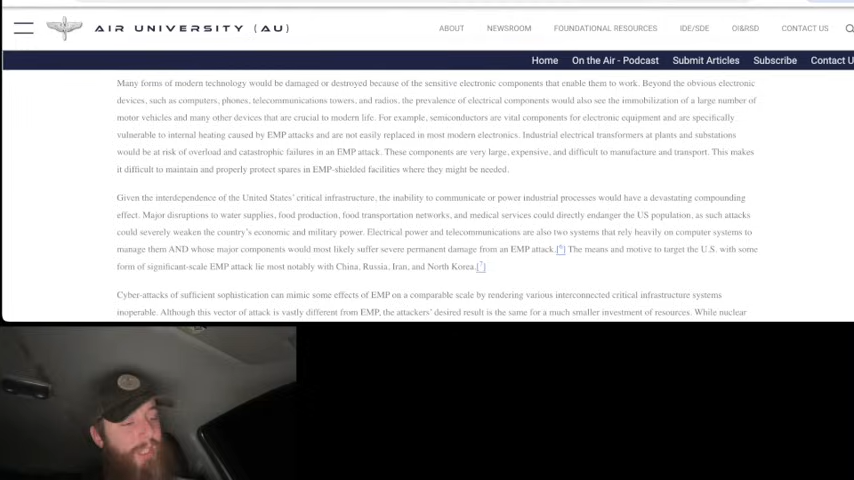 AIR UNIVERSITY (AU)
ABOUT NEWSROOM FOUNDATIONAL RESOURCES IDE/SDE OI&RSD CONTACT US
Home On the Air - Podcast Submit Articles Subscribe Contact U
Many forms of modern technology would be damaged or destroyed because of the sensitive electronic components that enable them to work. Beyond the obvious electronic
devices, such as computers, phones, telecommunications towers, and radios, the prevalence of electrical components would also see the immobilization of a large number of
motor vehicles and many other devices that are crucial to modern life. For example, semiconductors are vital components for electronic equipment and are specifically
vulnerable to internal heating caused by EMP attacks and are not easily replaced in most modern electronics. Industrial electrical transformers at plants and substations
would be at risk of overload and catastrophic failures in an EMP attack. These components are very large, expensive, and difficult to manufacture and transport. This makes
it difficult to maintain and properly protect spares in EMP-shielded facilities where they might be needed.
Given the interdependence of the United States' critical infrastructure, the inability to communicate or power industrial processes would have a devastating compounding
effect. Major disruptions to water supplies, food production, food transportation networks, and medical services could directly endanger the US population, as such attacks
could severely weaken the country's economic and military power. Electrical power and telecommunications are also two systems that rely heavily on computer systems to
manage them AND whose major components would most likely suffer severe permanent damage from an EMP attack.[6] The means and motive to target the U.S. with some
form of significant-scale EMP attack lie most notably with China, Russia, Iran, and North Korea.[7]
Cyber-attacks of sufficient sophistication can mimic some effects of EMP on a comparable scale by rendering various interconnected critical infrastructure systems
inoperable. Although this vector of attack is vastly different from EMP, the attackers' desired result is the same for a much smaller investment of resources. While nuclear